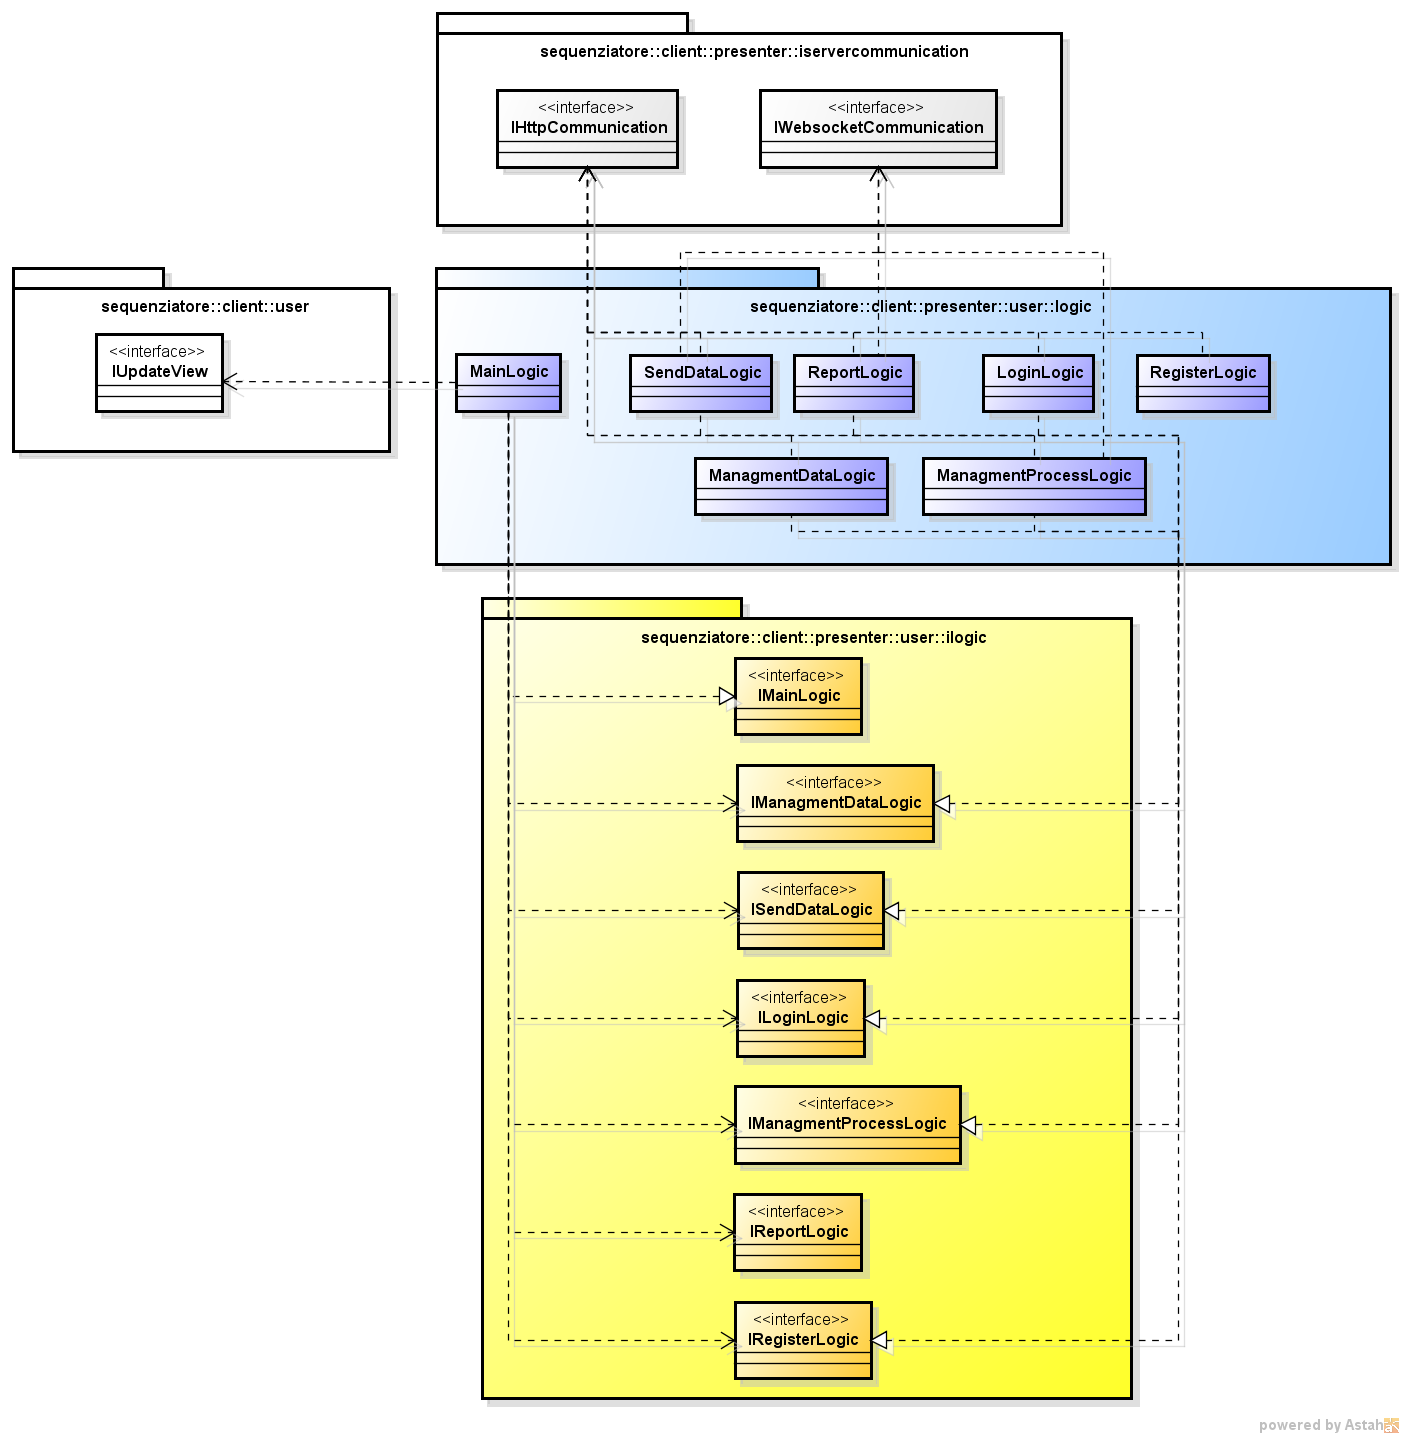 sequenziatore::client::presenter::iservercommunication
<<interface>>
IHttpCommunication
<<interface>>
IWebsocketCommunication
sequenziatore::client::user
<<interface>>
IUpdateView
sequenziatore::client::presenter::user::logic
MainLogic
SendDataLogic
ReportLogic
LoginLogic
RegisterLogic
ManagmentDataLogic
ManagmentProcessLogic
sequenziatore::client::presenter::user::ilogic
<<interface>>
IMainLogic
<<interface>>
IManagmentDataLogic
<<interface>>
ISendDataLogic
<<interface>>
ILoginLogic
<<interface>>
IManagmentProcessLogic
<<interface>>
IReportLogic
<<interface>>
IRegisterLogic
powered by Astah